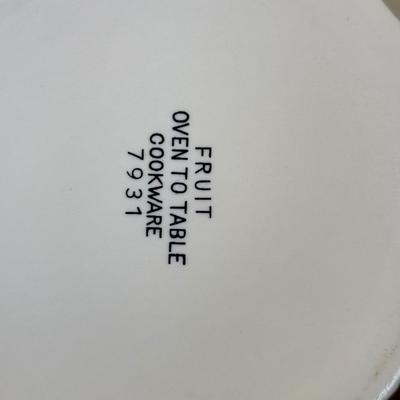 FRUIT
OVEN TO TABLE
COOKWARE
7931